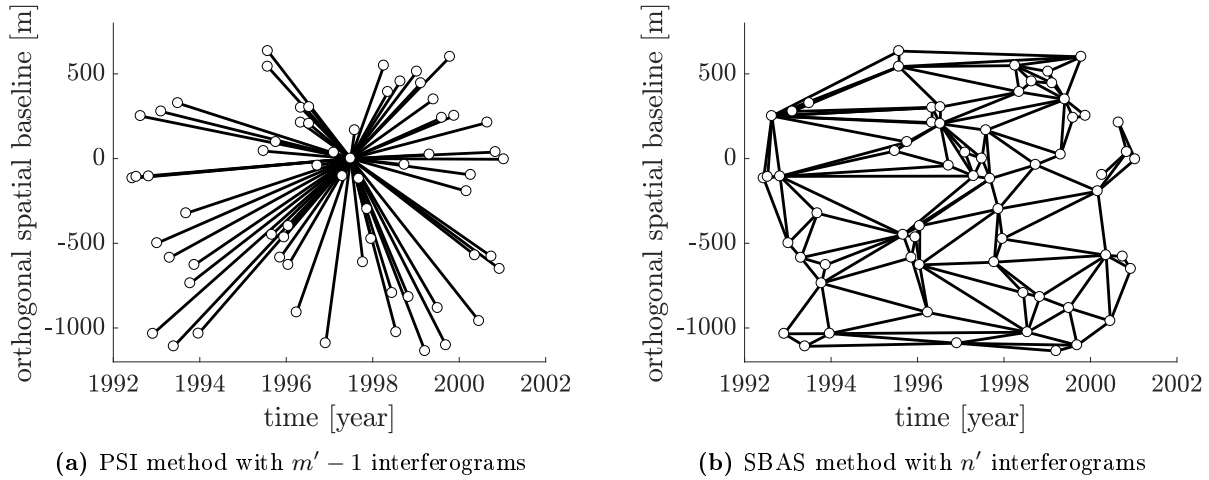 orthogonal spatial baseline [m]
500
0
-500
-1000
1992 1994 1996 1998 2000 2002
time [year]
(a) PSI method with m′ − 1 interferograms
orthogonal spatial baseline [m]
500
0
-500
-1000
1992 1994 1996 1998 2000 2002
time [year]
(b) SBAS method with n′ interferograms